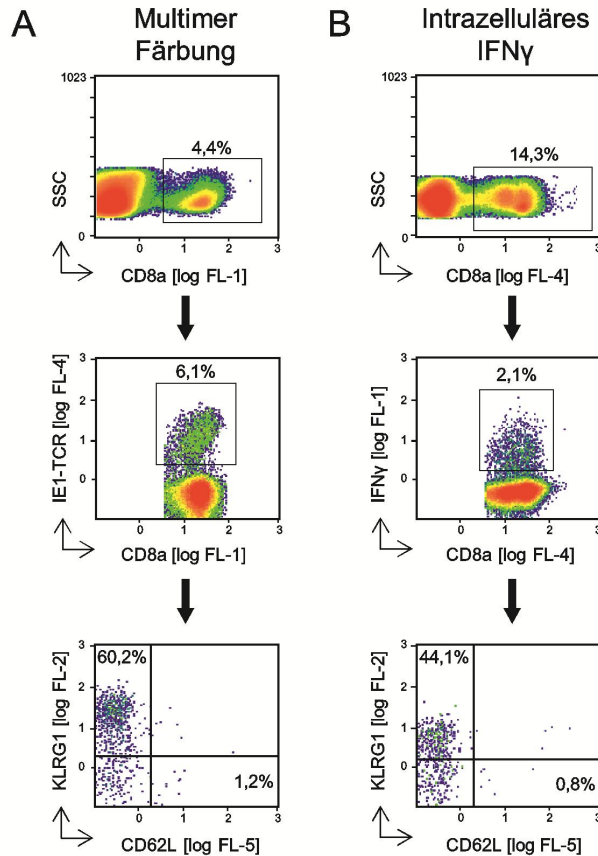 A
Multimer
Färbung
1023
4,4%
SSC
0
0 1 2 3
CD8a [log FL-1]
3
6,1%
2
1
0
IE1-TCR [log FL-4]
0 1 2 3
CD8a [log FL-1]
3
60,2%
2
1
0
1,2%
KLRG1 [log FL-2]
0 1 2 3
CD62L [log FL-5]
B
Intrazelluläres
IFNγ
1023
14,3%
SSC
0
0 1 2 3
CD8a [log FL-4]
3
2,1%
2
1
0
IFNγ [log FL-1]
0 1 2 3
CD8a [log FL-4]
3
44,1%
2
1
0
0,8%
KLRG1 [log FL-2]
0 1 2 3
CD62L [log FL-5]